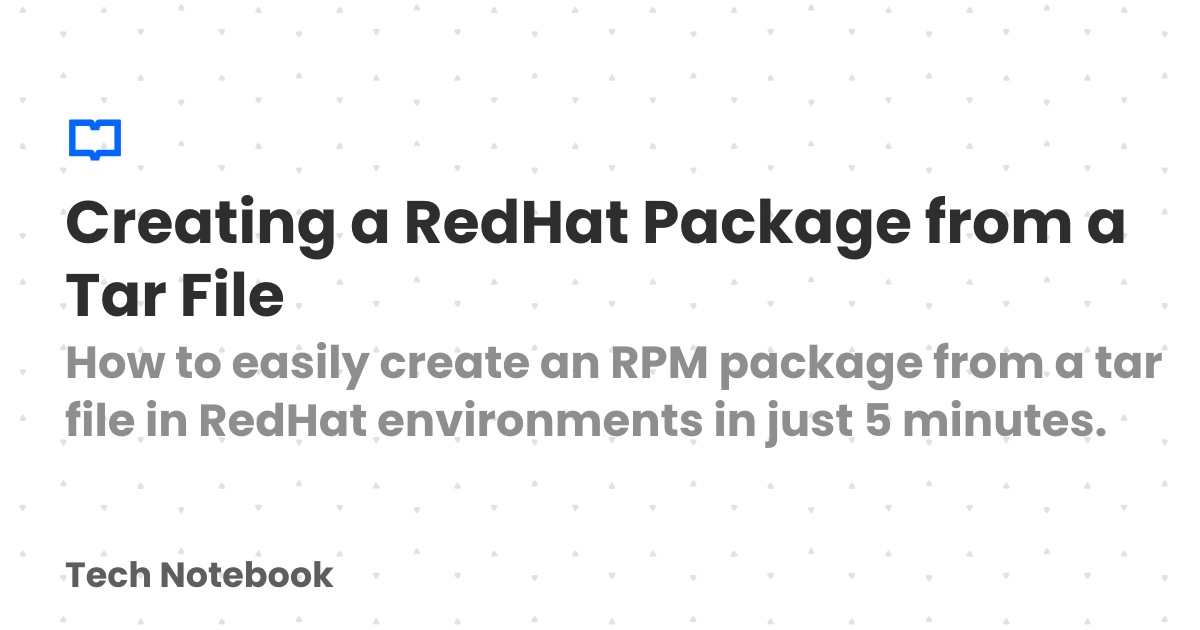 Creating a RedHat Package from a
Tar File
How to easily create an RPM package from a tar
file in RedHat environments in just 5 minutes.
Tech Notebook